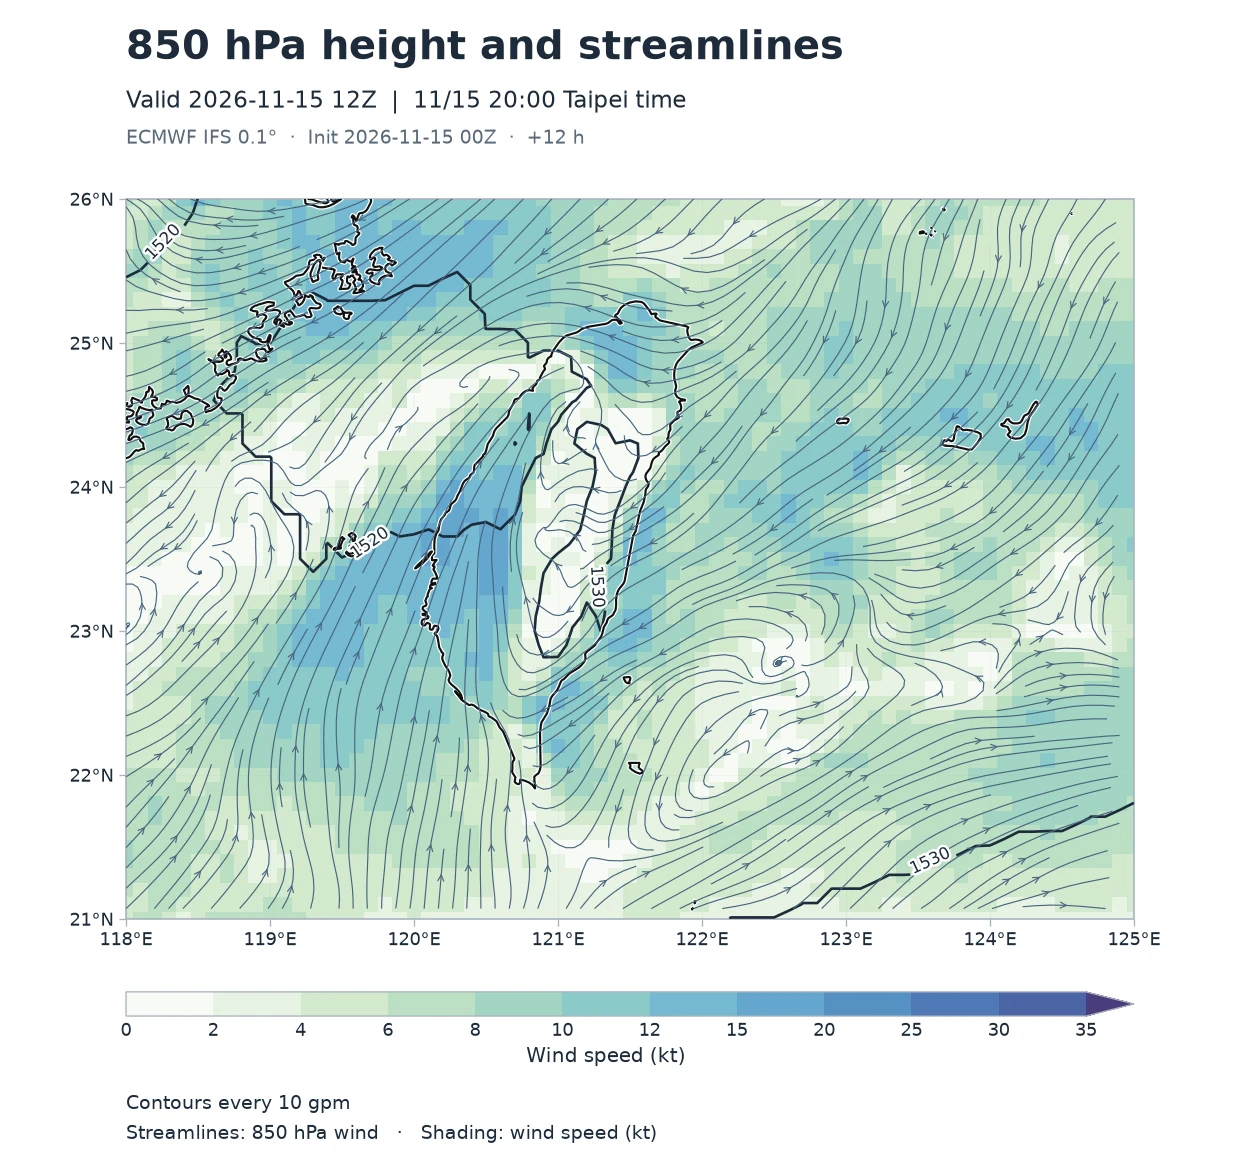 850 hPa height and streamlines
Valid 2026-11-15 12Z | 11/15 20:00 Taipei time
ECMWF IFS 0.1° · Init 2026-11-15 00Z · +12 h
26°N
1520
25°N
24°N
1520
1530
23°N
22°N
1530
21°N
118°E 119°E 120°E 121°E 122°E 123°E 124°E 125°E
0 2 4 6 8 10 12 15 20 25 30 35
Wind speed (kt)
Contours every 10 gpm
Streamlines: 850 hPa wind · Shading: wind speed (kt)